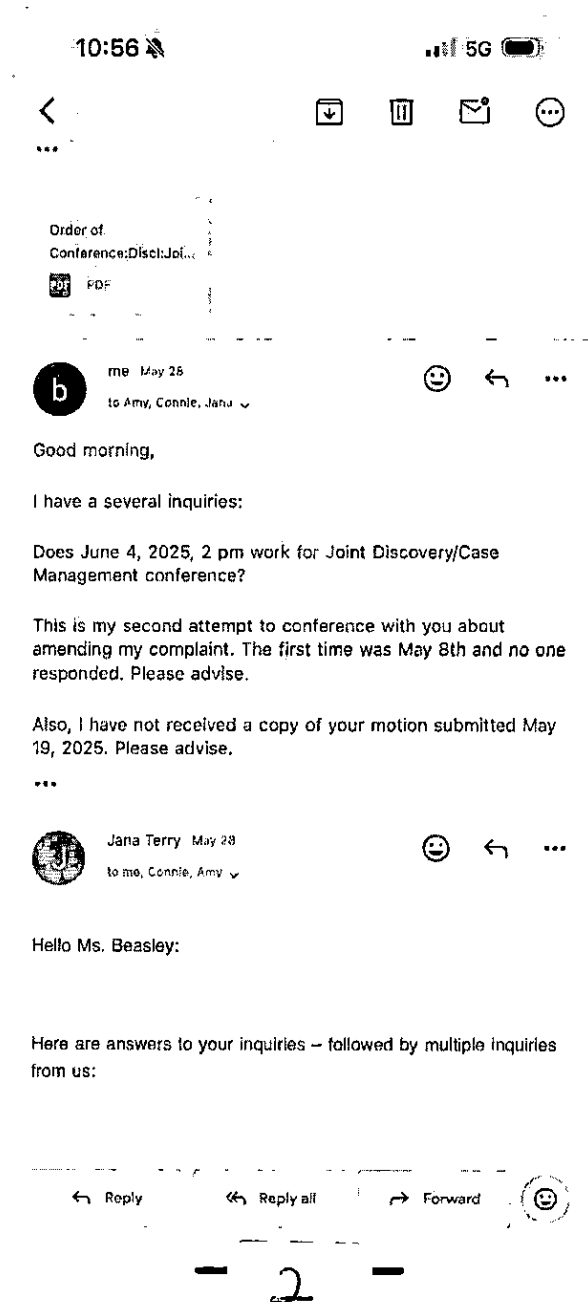 10:56
5G
...
Order of
Conference:Discl:Joi...
PDF PDF
b
me May 28
to Amy, Connie, Jana
...
Good morning,
I have a several inquiries:
Does June 4, 2025, 2 pm work for Joint Discovery/Case
Management conference?
This is my second attempt to conference with you about
amending my complaint. The first time was May 8th and no one
responded. Please advise.
Also, I have not received a copy of your motion submitted May
19, 2025. Please advise.
...
J
Jana Terry May 28
to me, Connie, Amy
...
Hello Ms. Beasley:
Here are answers to your inquiries – followed by multiple inquiries
from us:
Reply Reply all Forward
- 2 -